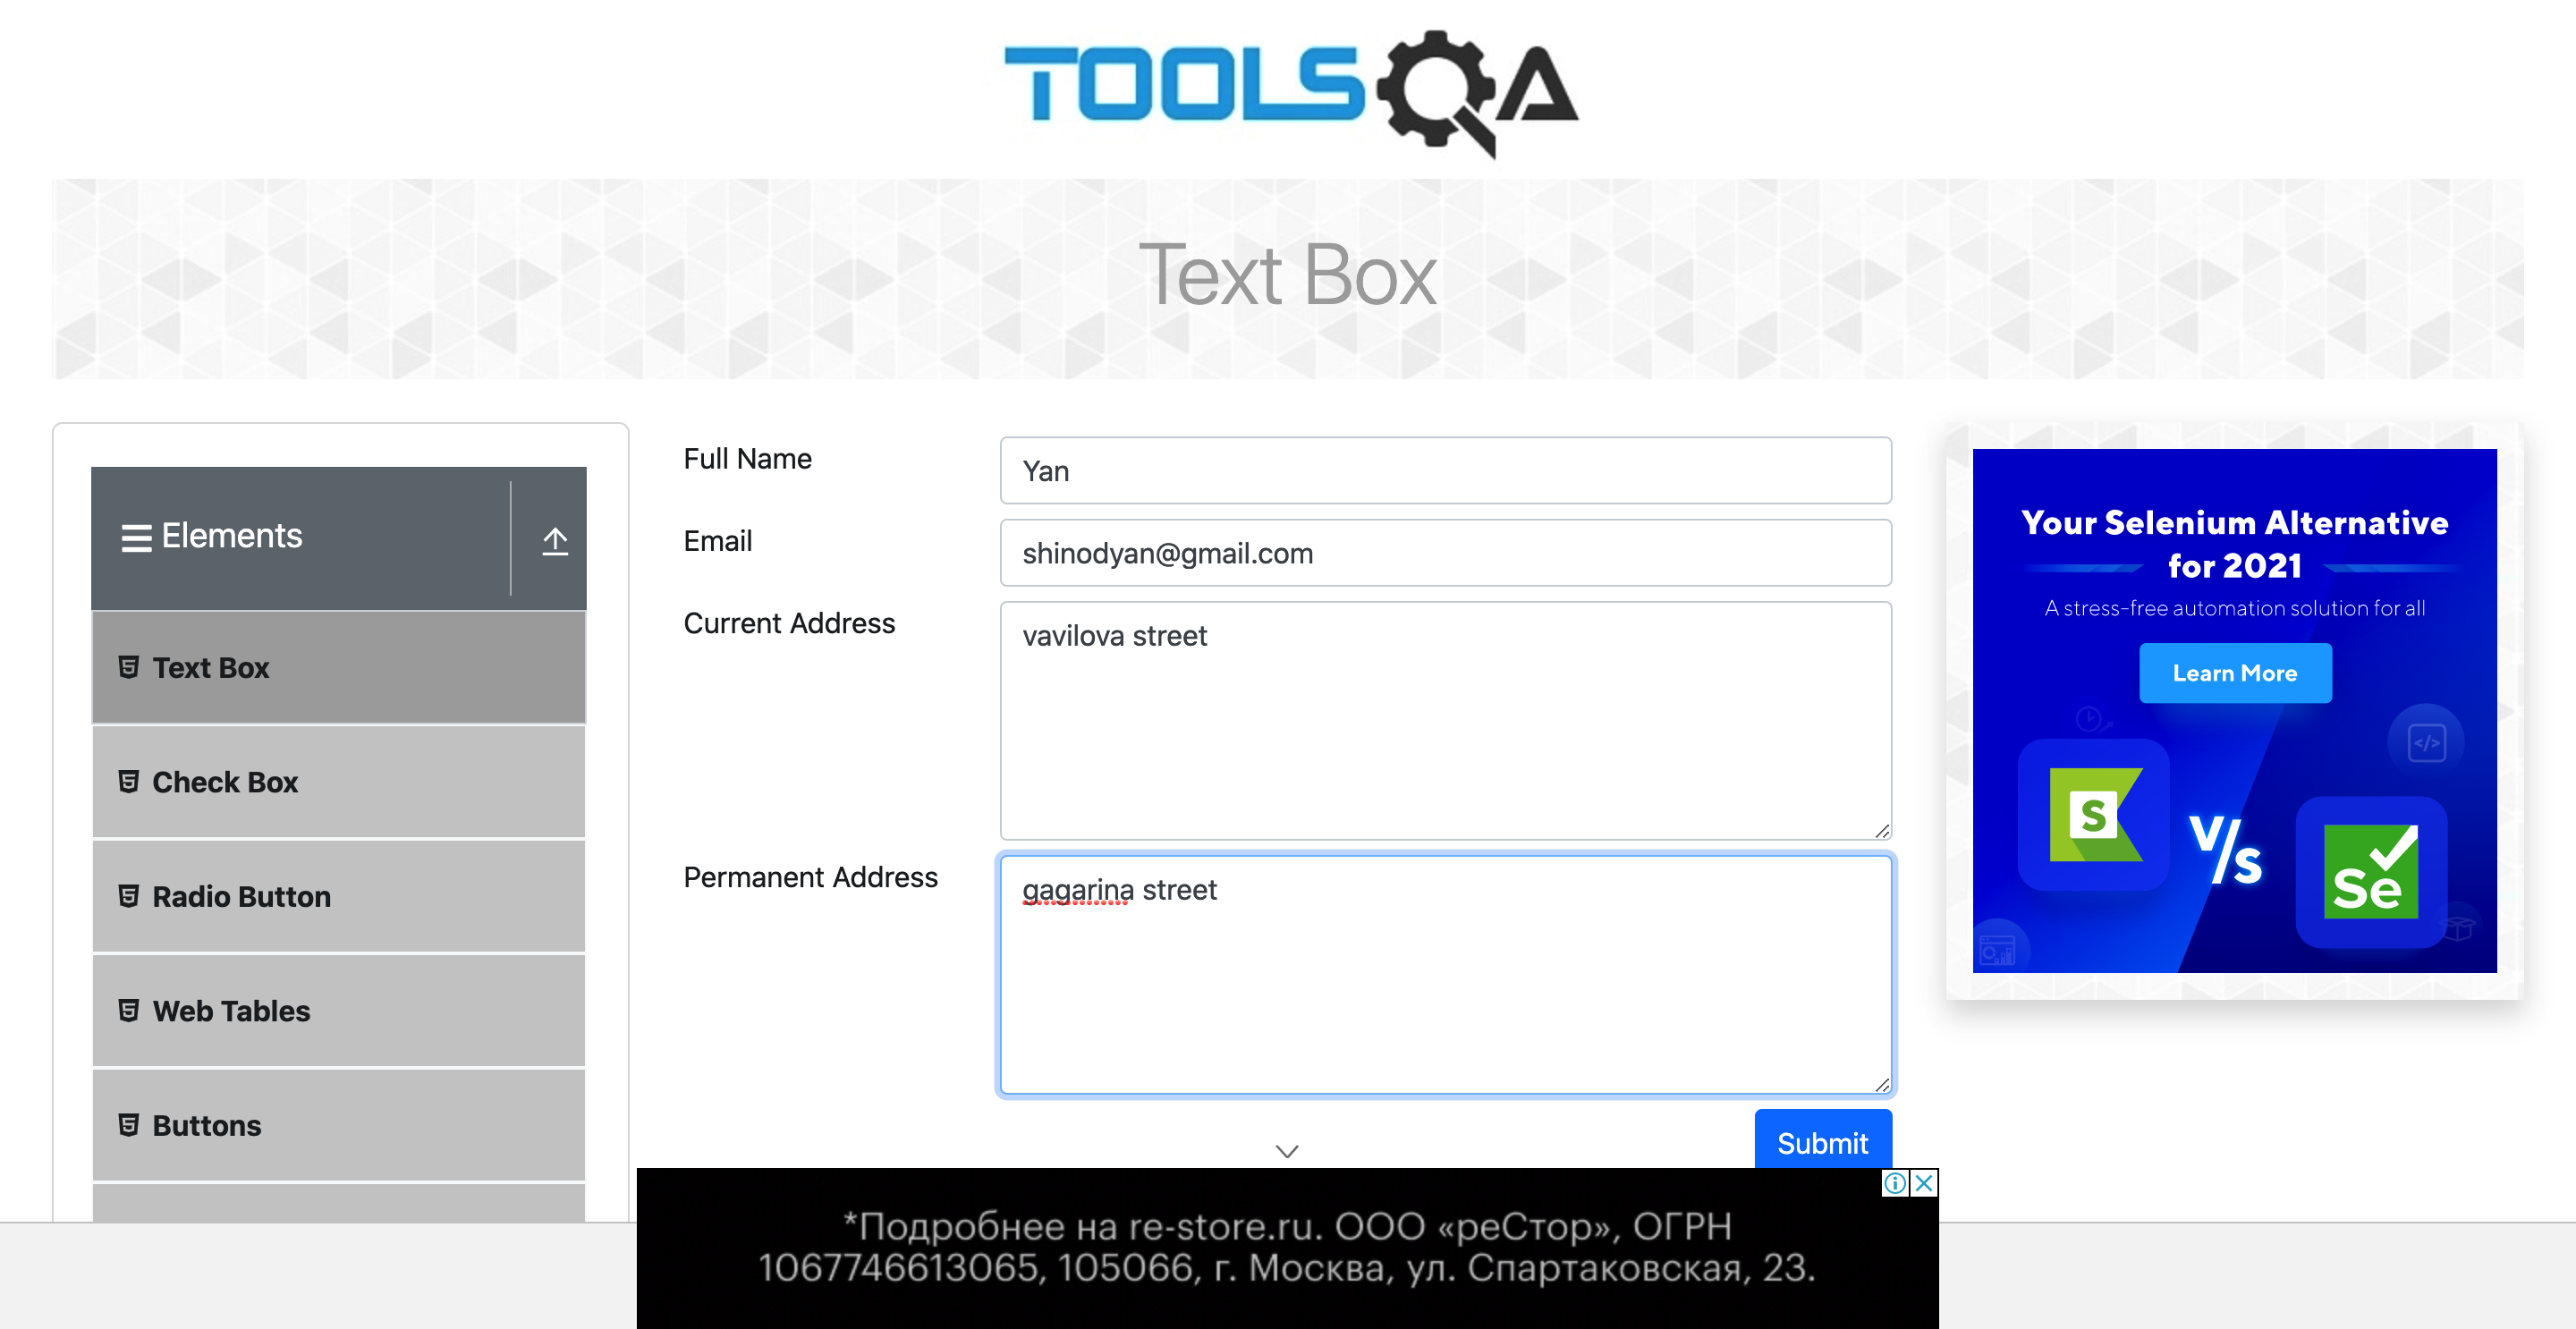 TOOLSQA
Text Box
Elements
Text Box
Check Box
Radio Button
Web Tables
Buttons
Full Name
Yan
Email
shinodyan@gmail.com
Current Address
vavilova street
Permanent Address
gagarina street
Submit
Your Selenium Alternative
for 2021
A stress-free automation solution for all
Learn More
S
V/s
Se
</>
*Подробнее на re-store.ru. ООО «реСтор», ОГРН
1067746613065, 105066, г. Москва, ул. Спартаковская, 23.